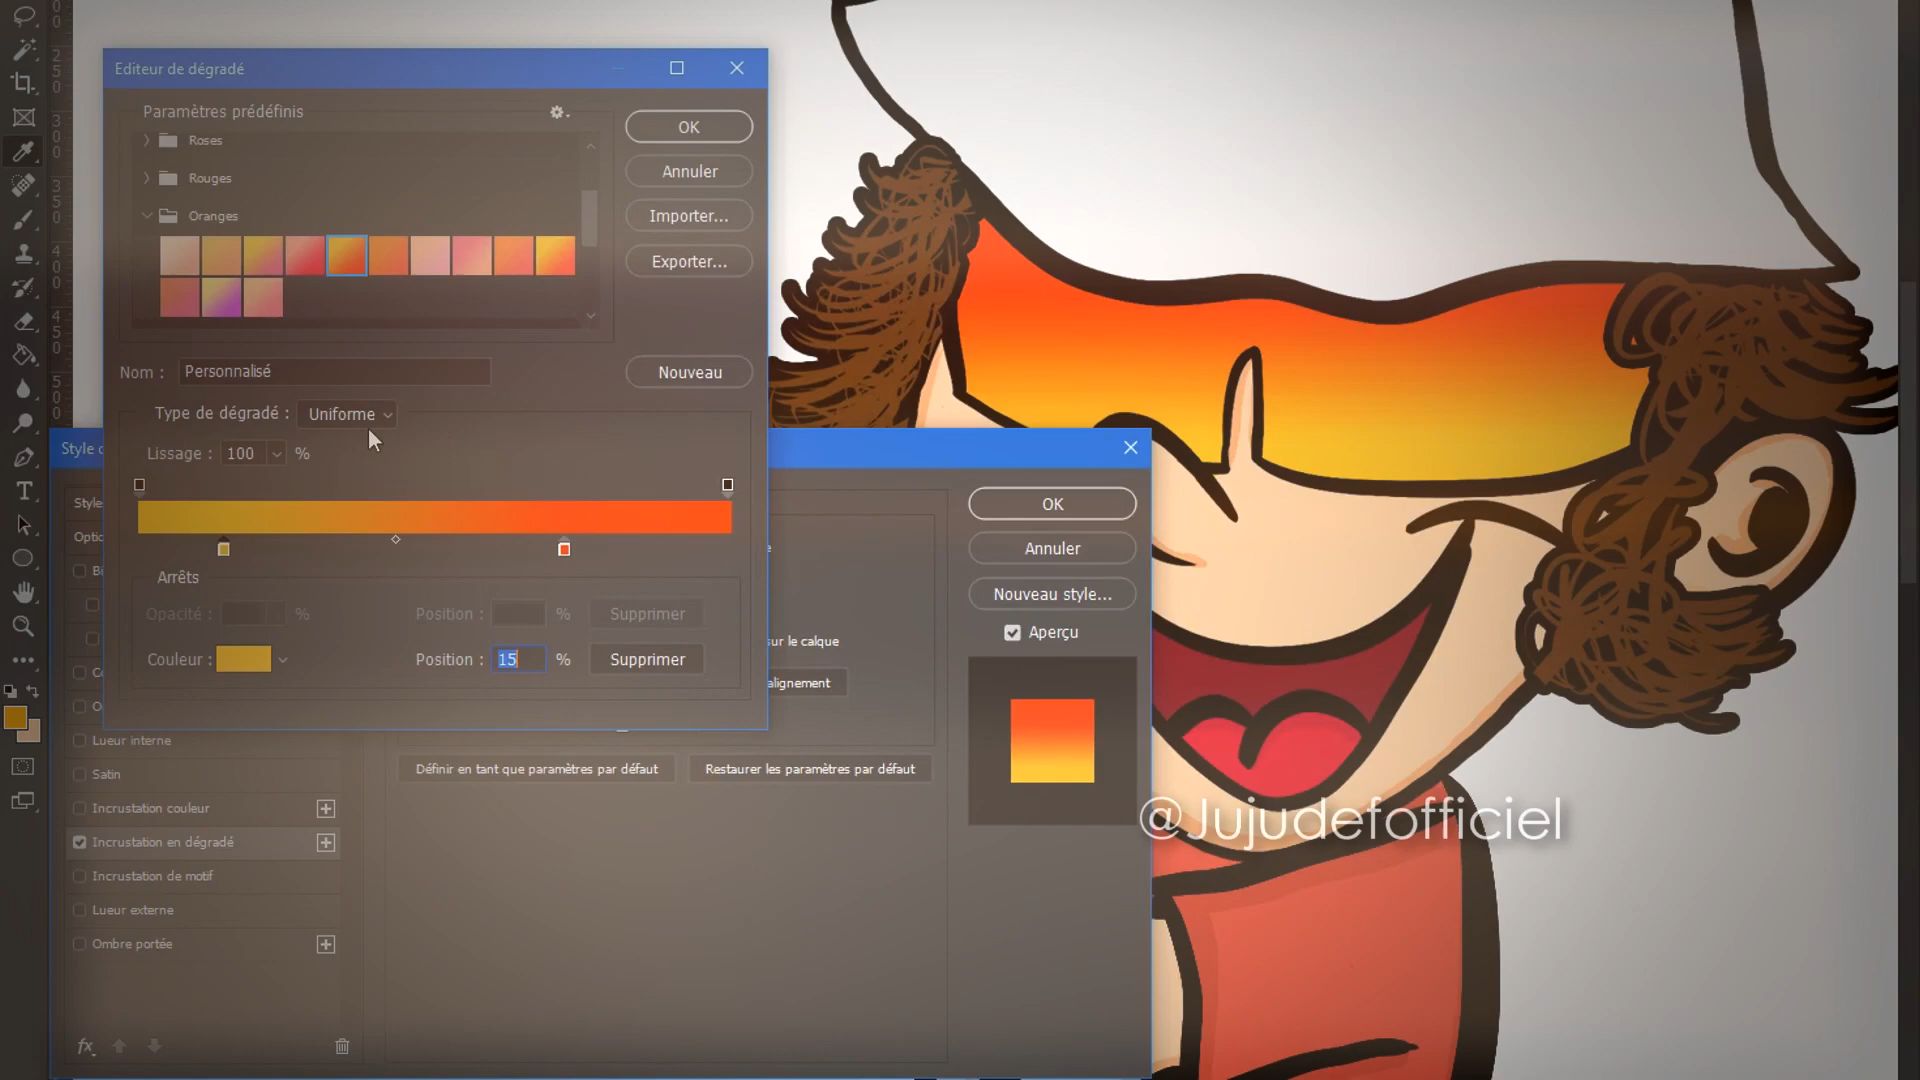 Editeur de dégradé
Paramètres prédéfinis
Roses
Rouges
Oranges
OK
Annuler
Importer...
Exporter...
Nom : Personnalisé
Nouveau
Type de dégradé : Uniforme
Lissage : 100 %
Arrêts
Opacité : % Position : % Supprimer
Couleur : Position : 15 % Supprimer
Style
Style
OK
Annuler
Nouveau style...
Aperçu
sur le calque
alignement
Lueur interne
Satin
Incrustation couleur
Incrustation en dégradé
Incrustation de motif
Lueur externe
Ombre portée
Définir en tant que paramètres par défaut
Restaurer les paramètres par défaut
fx
@Jujudefofficiel